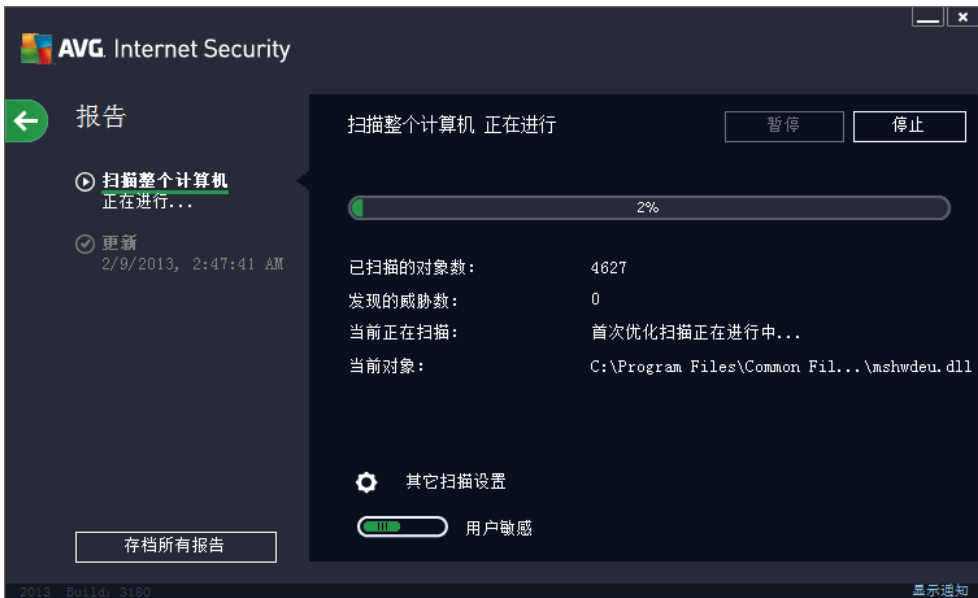 AVG. Internet Security
报告
扫描整个计算机
正在进行...
更新
2/9/2013, 2:47:41 AM
存档所有报告
扫描整个计算机 正在进行
暂停
停止
2%
已扫描的对象数: 4627
发现的威胁数: 0
当前正在扫描: 首次优化扫描正在进行中...
当前对象: C:\Program Files\Common Fil...\mshwdeu.dll
其它扫描设置
用户敏感
2013 Build: 3180
显示通知